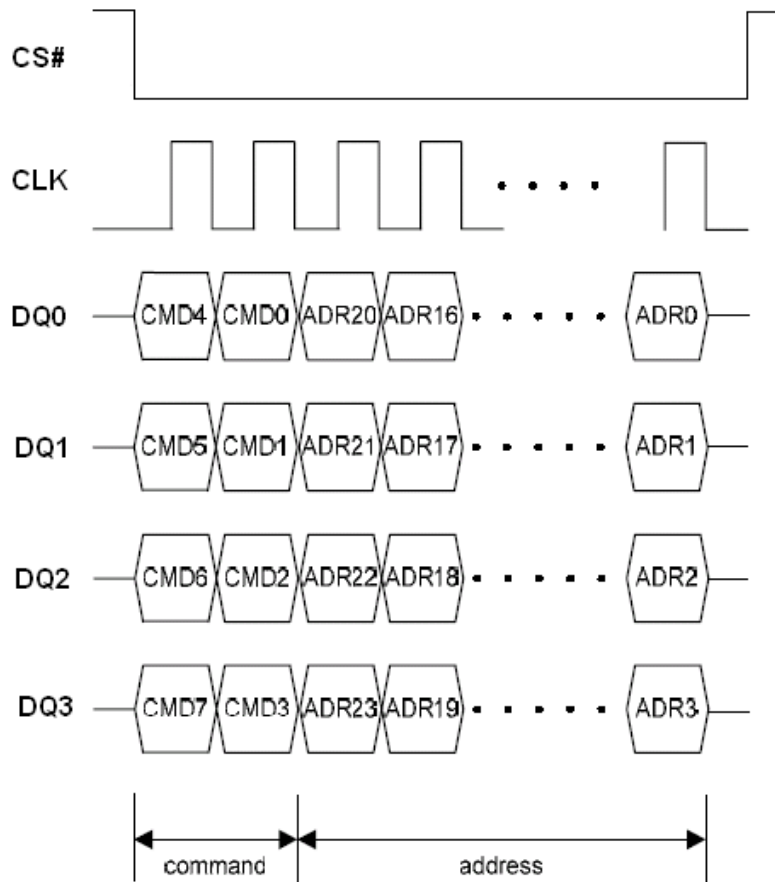 CS#
CLK
DQ0 CMD4 CMD0 ADR20 ADR16 ADR0
DQ1 CMD5 CMD1 ADR21 ADR17 ADR1
DQ2 CMD6 CMD2 ADR22 ADR18 ADR2
DQ3 CMD7 CMD3 ADR23 ADR19 ADR3
command address